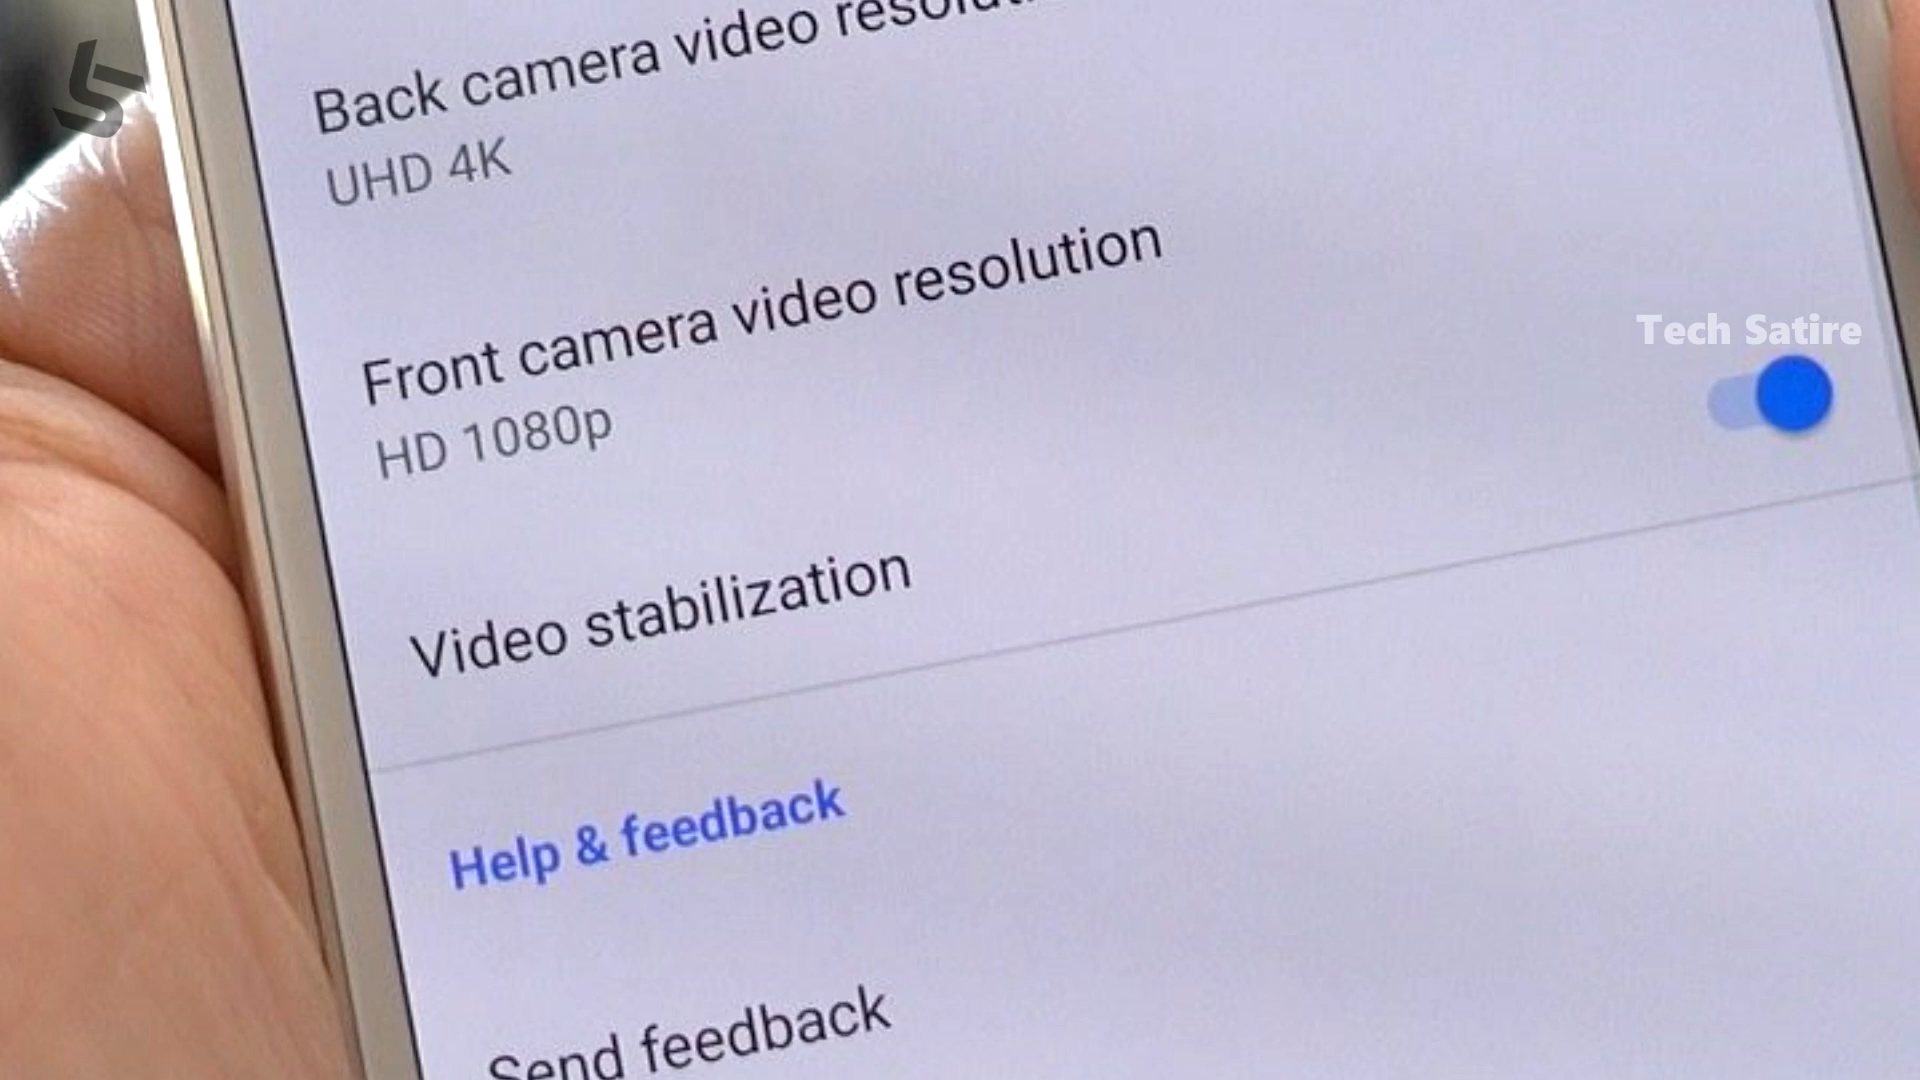 Back camera video
UHD 4K
Front camera video resolution
HD 1080p
Tech Satire
Video stabilization
Help & feedback
Send feedback